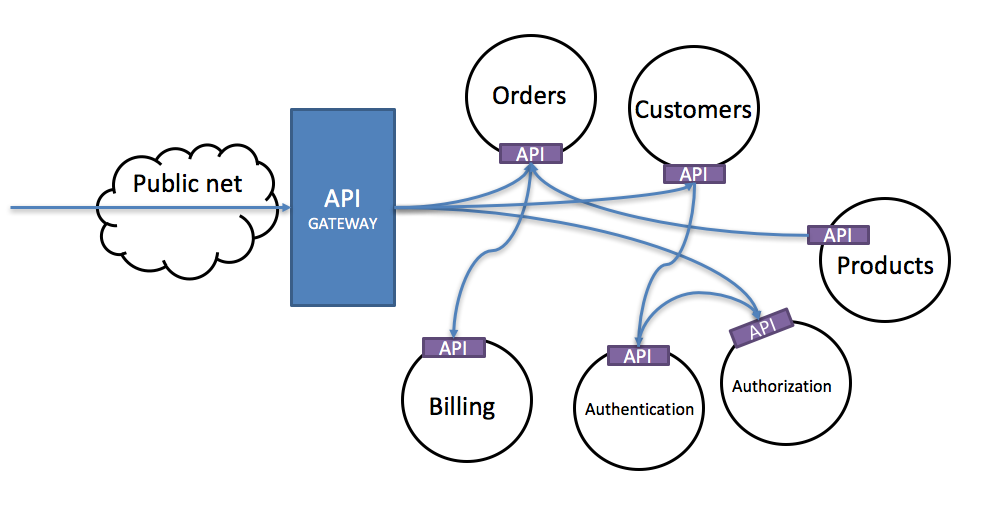 Public net
API
GATEWAY
Orders
API
Customers
API
API
Products
API
Billing
API
Authentication
API
Authorization